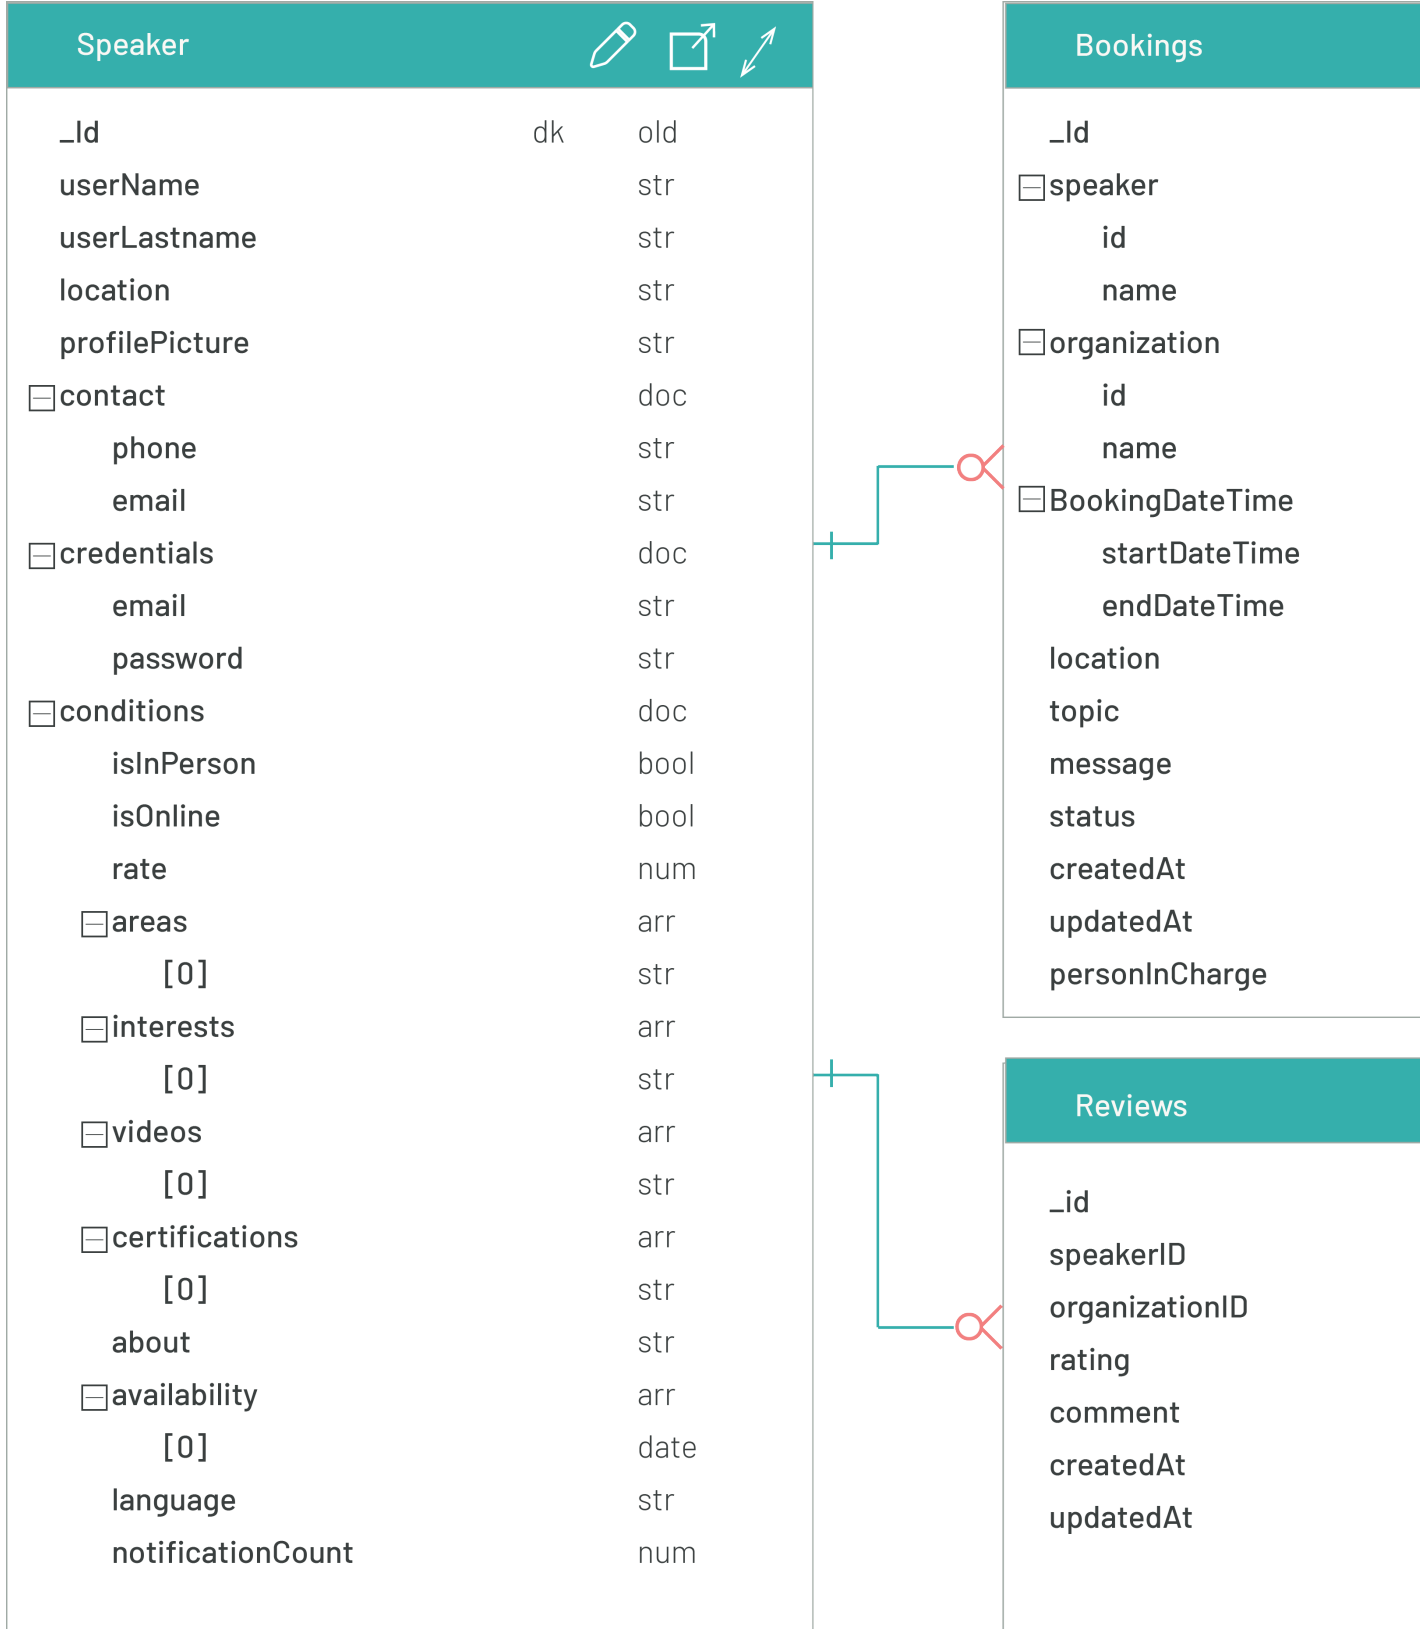 Speaker
_Id dk old
userName str
userLastname str
location str
profilePicture str
contact doc
phone str
email str
credentials doc
email str
password str
conditions doc
isInPerson bool
isOnline bool
rate num
areas arr
[0] str
interests arr
[0] str
videos arr
[0] str
certifications arr
[0] str
about str
availability arr
[0] date
language str
notificationCount num
Bookings
_Id
speaker
id
name
organization
id
name
BookingDateTime
startDateTime
endDateTime
location
topic
message
status
createdAt
updatedAt
personInCharge
Reviews
_id
speakerID
organizationID
rating
comment
createdAt
updatedAt